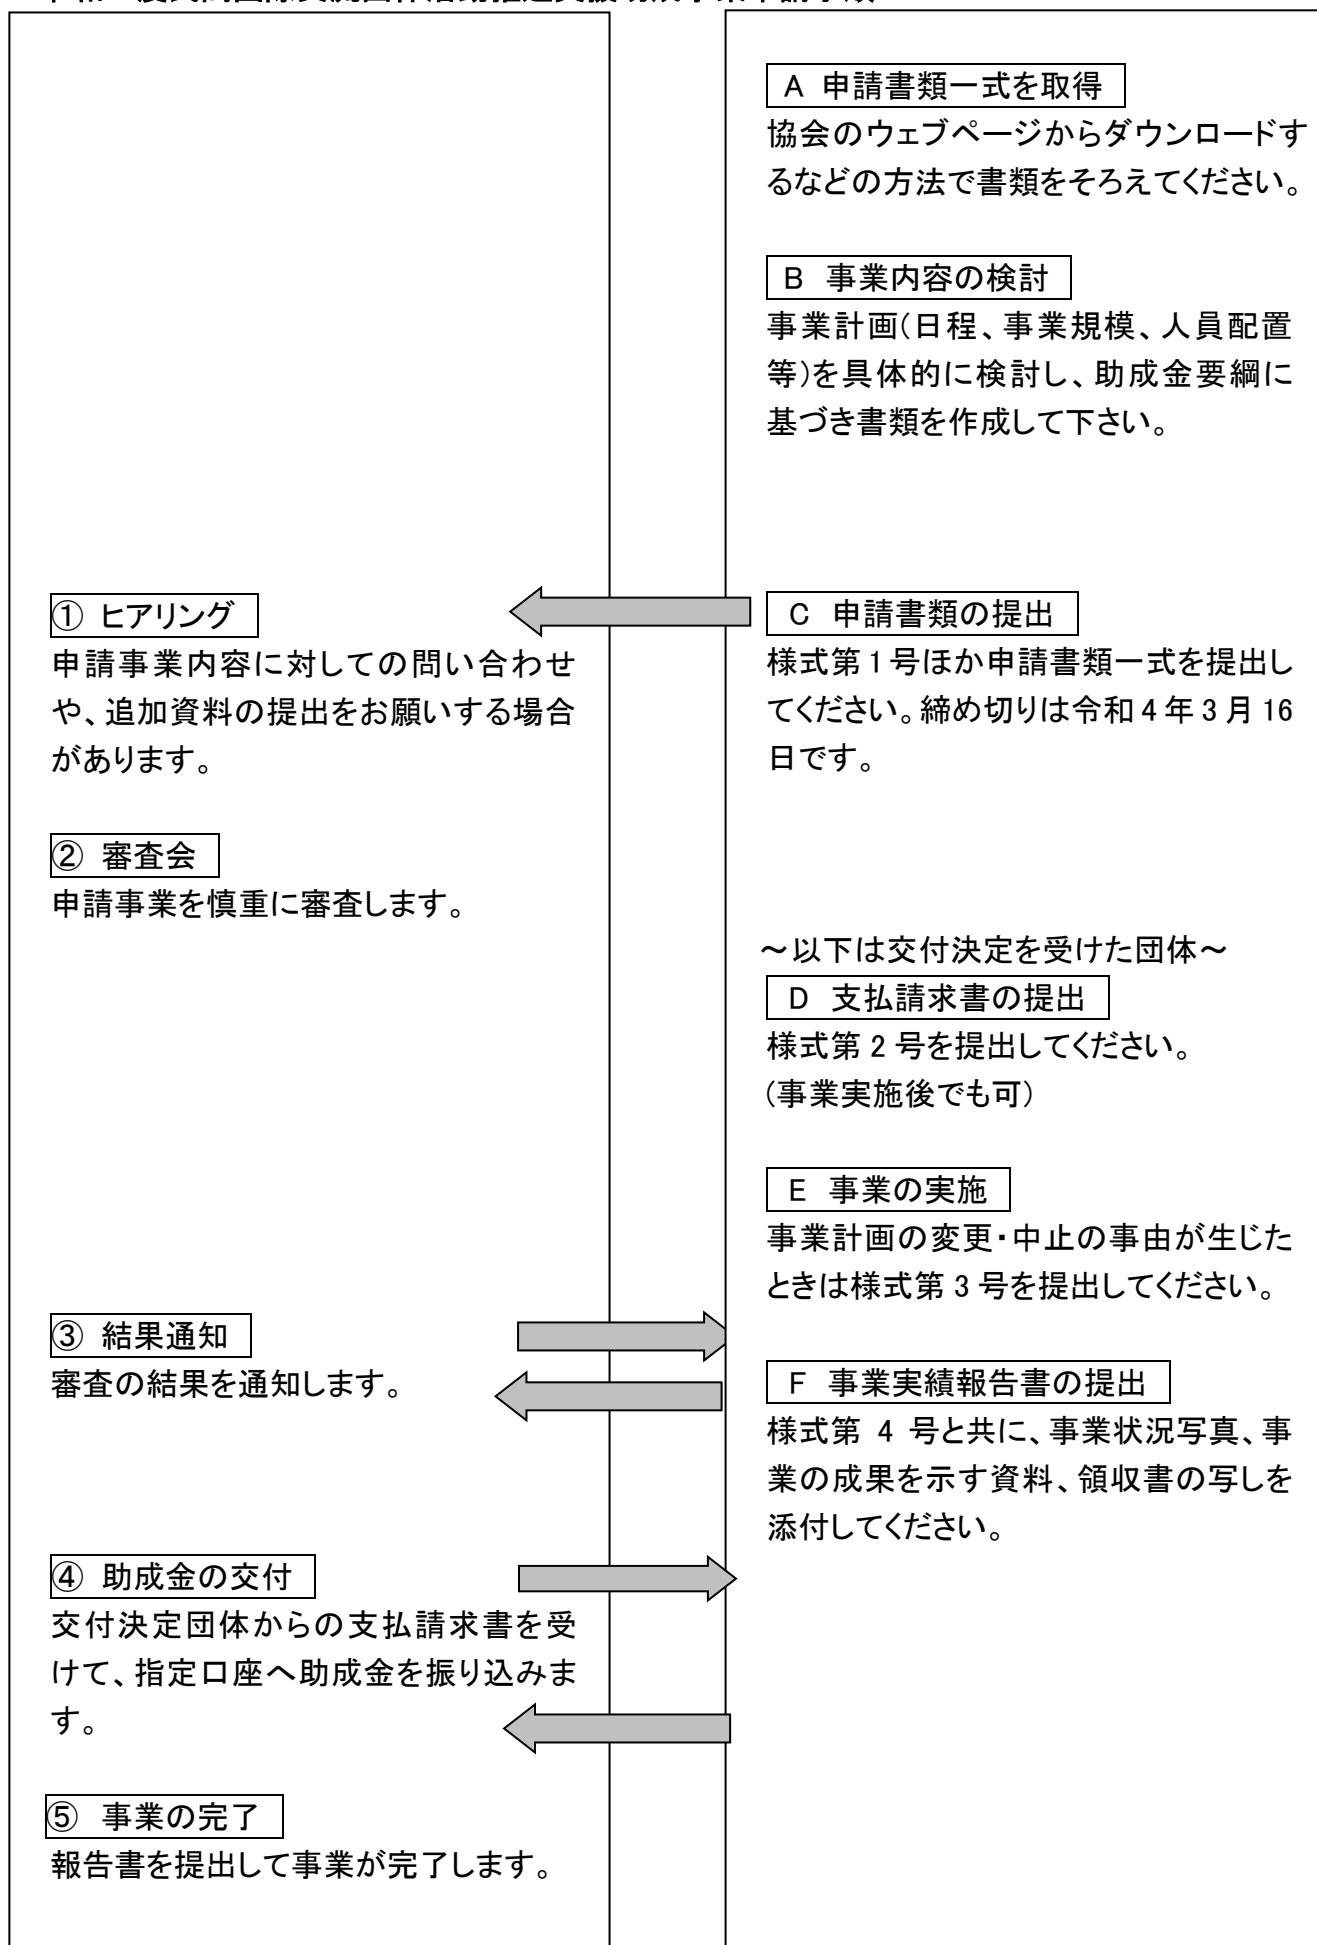 A 申請書類一式を取得
協会のウェブページからダウンロードす
るなどの方法で書類をそろえてください。
B 事業内容の検討
事業計画(日程、事業規模、人員配置
等)を具体的に検討し、助成金要綱に
基づき書類を作成して下さい。
① ヒアリング
申請事業内容に対しての問い合わせ
や、追加資料の提出をお願いする場合
があります。
② 審査会
申請事業を慎重に審査します。
C 申請書類の提出
様式第1号ほか申請書類一式を提出し
てください。締め切りは令和4年3月16
日です。
～以下は交付決定を受けた団体～
D 支払請求書の提出
様式第2号を提出してください。
(事業実施後でも可)
E 事業の実施
事業計画の変更・中止の事由が生じた
ときは様式第3号を提出してください。
③ 結果通知
審査の結果を通知します。
F 事業実績報告書の提出
様式第 4 号と共に、事業状況写真、事
業の成果を示す資料、領収書の写しを
添付してください。
④ 助成金の交付
交付決定団体からの支払請求書を受
けて、指定口座へ助成金を振り込みま
す。
⑤ 事業の完了
報告書を提出して事業が完了します。